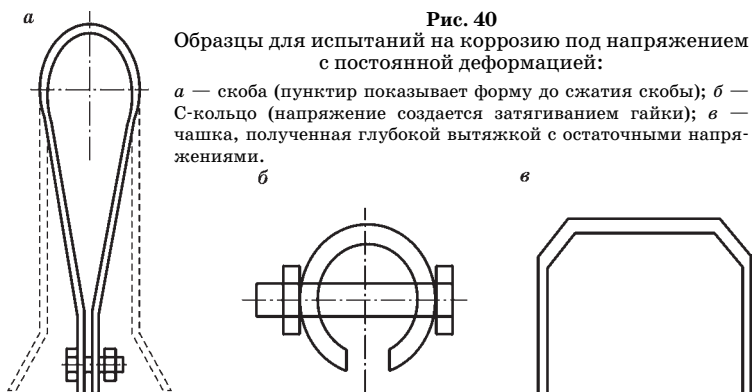 а
Рис. 40
Образцы для испытаний на коррозию под напряжением
с постоянной деформацией:
а — скоба (пунктир показывает форму до сжатия скобы); б —
С-кольцо (напряжение создается затягиванием гайки); в —
чашка, полученная глубокой вытяжкой с остаточными напря-
жениями.
б
в